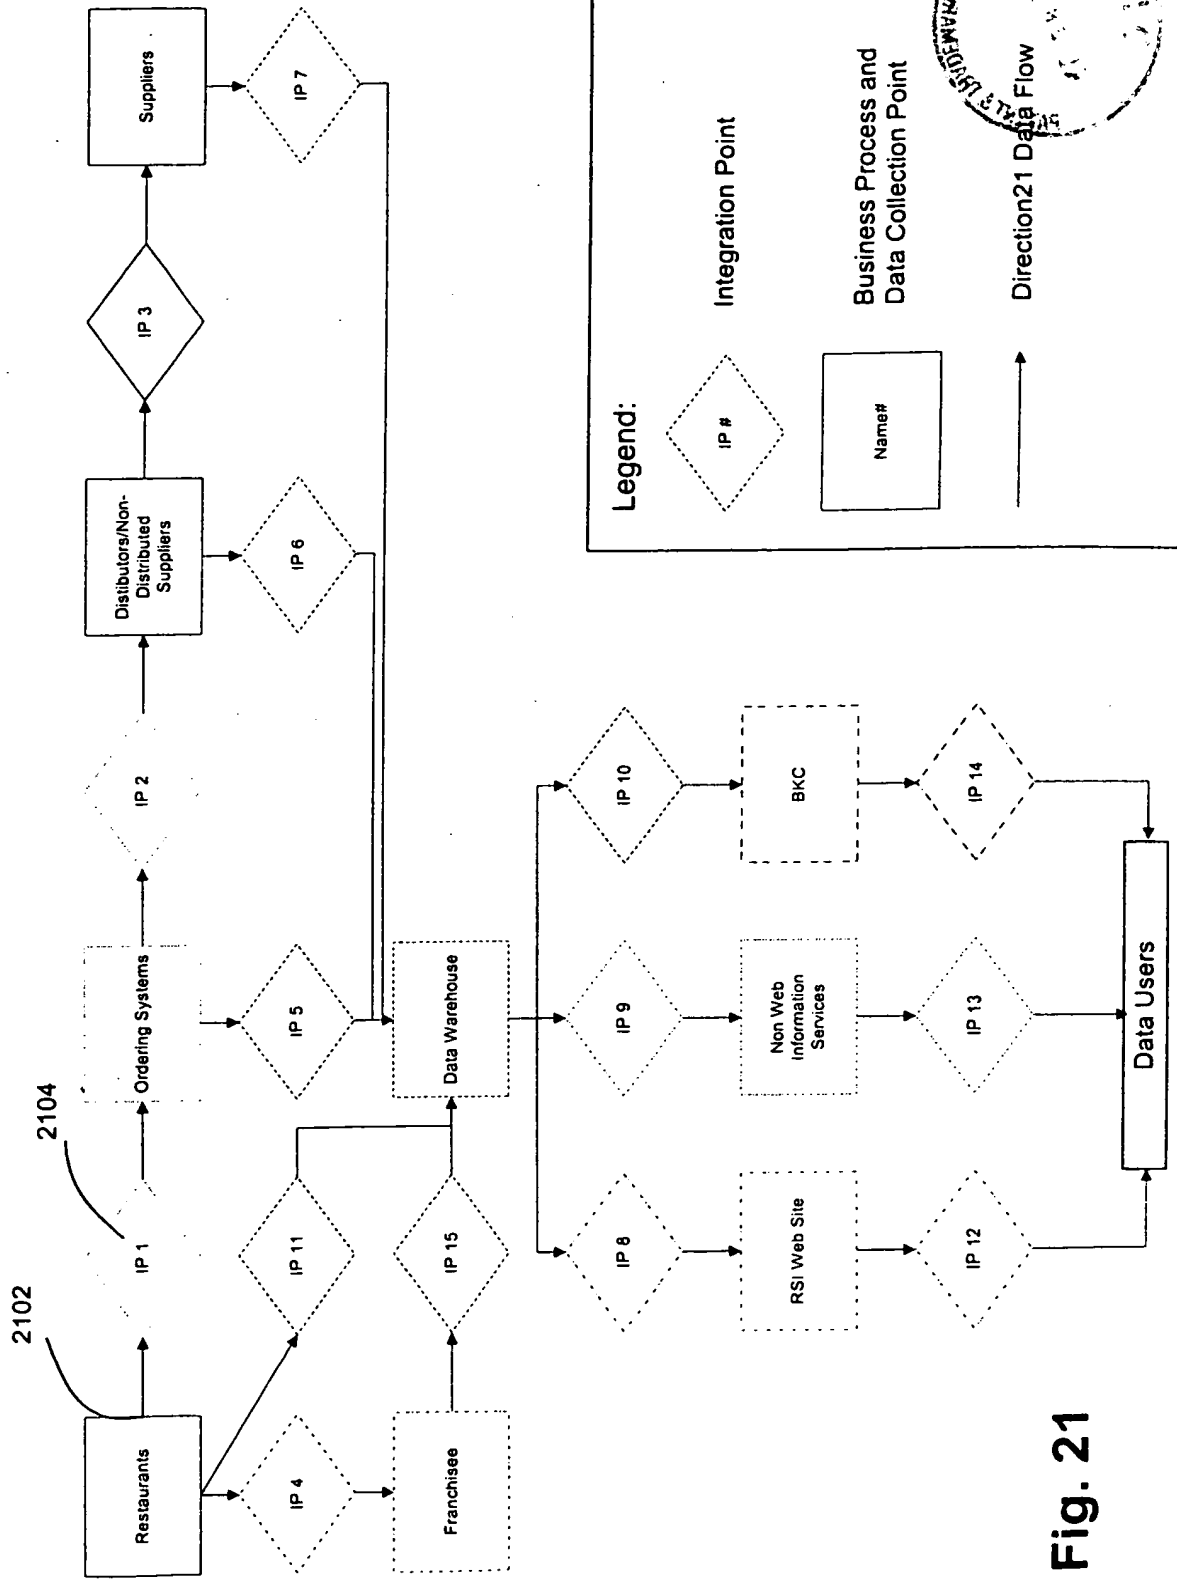 2102
2104
Restaurants
IP 1
Ordering Systems
IP 2
Distibutors/Non-
Distributed
Suppliers
IP 3
Suppliers
IP 4
IP 11
IP 5
IP 6
IP 7
Franchisee
IP 15
Data Warehouse
IP 8
IP 9
IP 10
RSI Web Site
Non Web
Information
Services
BKC
IP 12
IP 13
IP 14
Data Users
Legend:
IP #
Integration Point
Name#
Business Process and
Data Collection Point
Direction21 Data Flow
Fig. 21